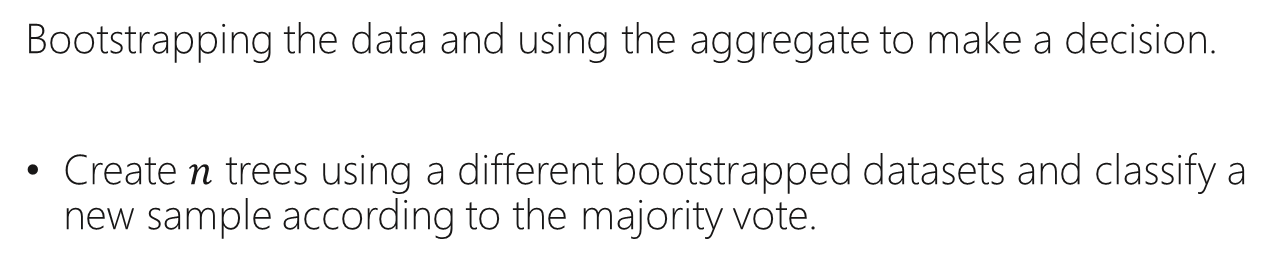 Bootstrapping the data and using the aggregate to make a decision.
• Create n trees using a different bootstrapped datasets and classify a
new sample according to the majority vote.